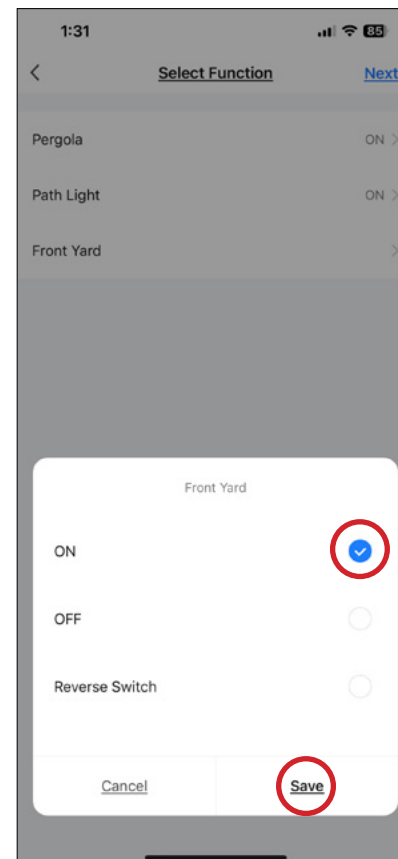 1:31 85
Select Function Next
Pergola ON
Path Light ON
Front Yard
Front Yard
ON
OFF
Reverse Switch
Cancel Save